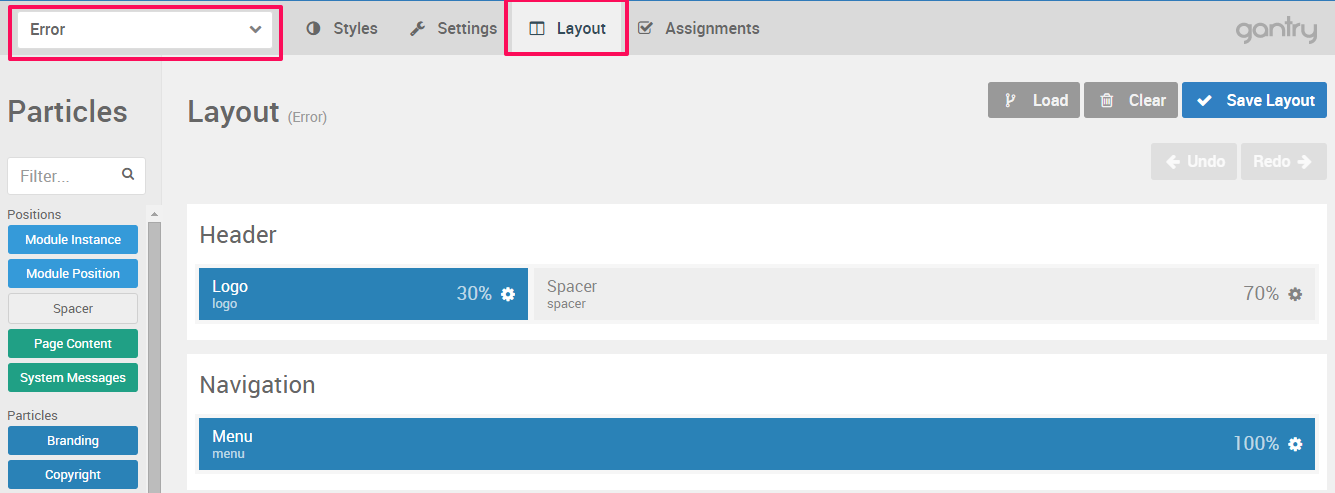 Error
Styles
Settings
Layout
Assignments
gantry
Particles
Layout (Error)
Load
Clear
Save Layout
Undo
Redo
Filter...
Positions
Module Instance
Module Position
Spacer
Page Content
System Messages
Particles
Branding
Copyright
Header
Logo
logo
30%
Spacer
spacer
70%
Navigation
Menu
menu
100%